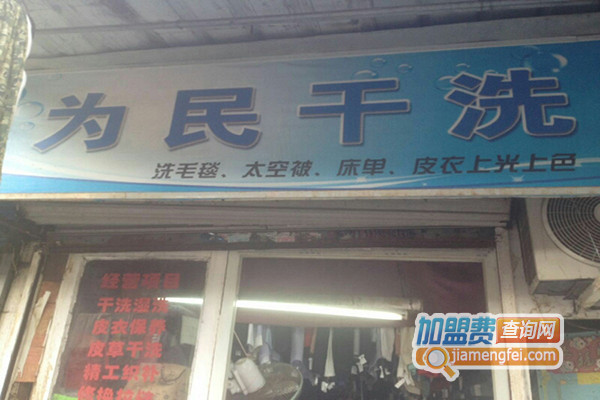 为民干洗
洗毛毯、太空被、床单、皮衣上光上色
经营项目
干洗湿洗
皮衣保养
皮草干洗
精工织补
加盟费查询网
jiamengfei.com